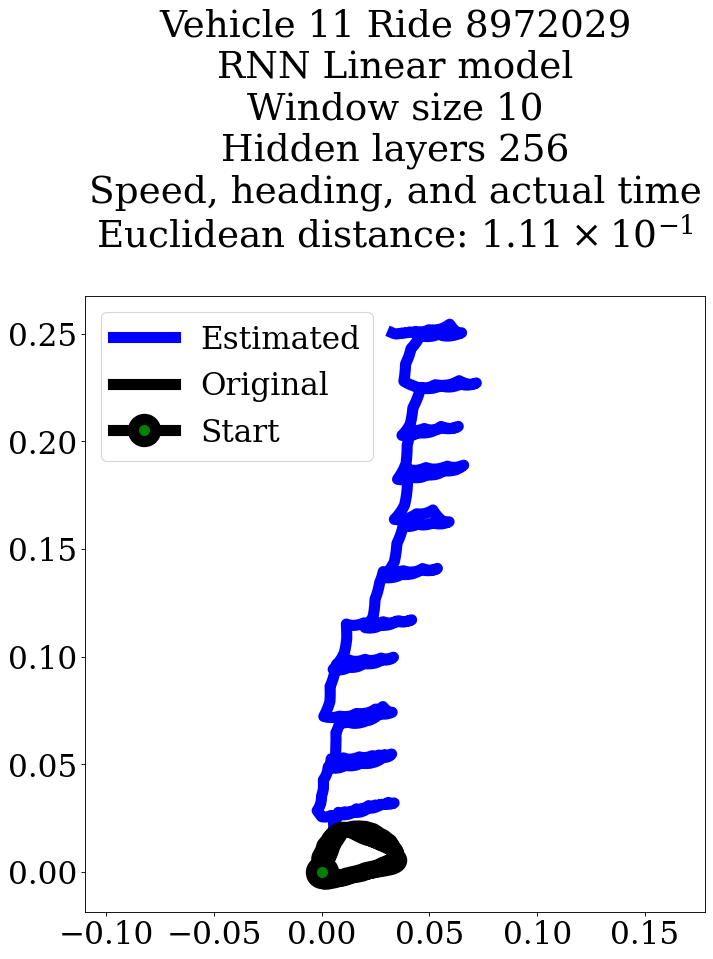 Vehicle 11 Ride 8972029
RNN Linear model
Window size 10
Hidden layers 256
Speed, heading, and actual time
Euclidean distance: 1.11 × 10⁻¹
Estimated
Original
Start
0.25
0.20
0.15
0.10
0.05
0.00
−0.10 −0.05 0.00 0.05 0.10 0.15